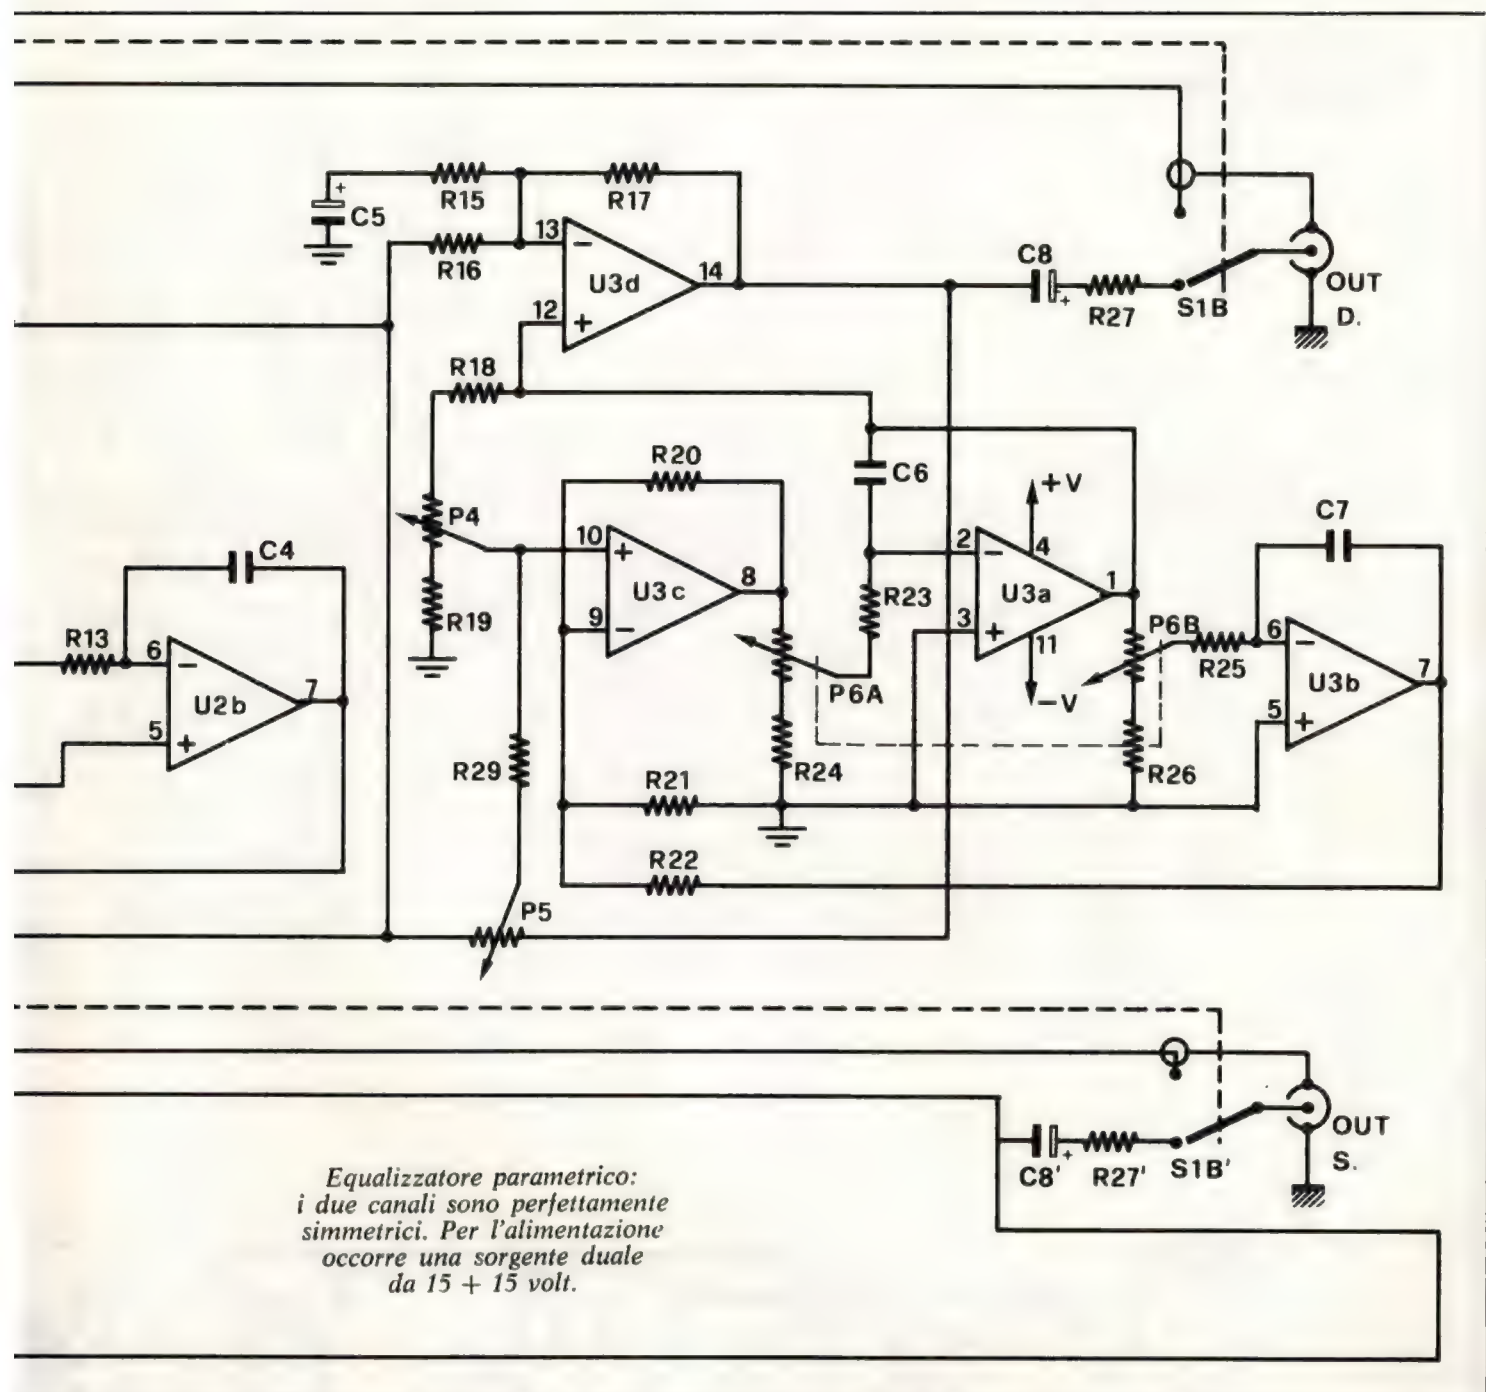 +
R15
R17
C5
13
−
R16
U3d
14
C8
+
R27
S1B
OUT
D.
12
+
R18
R20
C6
+V
C7
P4
10
+
U3c
8
2
−
4
U3a
1
C4
R19
9
−
R23
3
+
11
−V
P6B
R25
6
−
U3b
7
5
+
R13
6
−
U2b
7
5
+
P6A
R29
R21
R24
R26
R22
P5
C8'
+
R27'
S1B'
OUT
S.
Equalizzatore parametrico:
i due canali sono perfettamente
simmetrici. Per l'alimentazione
occorre una sorgente duale
da 15 + 15 volt.